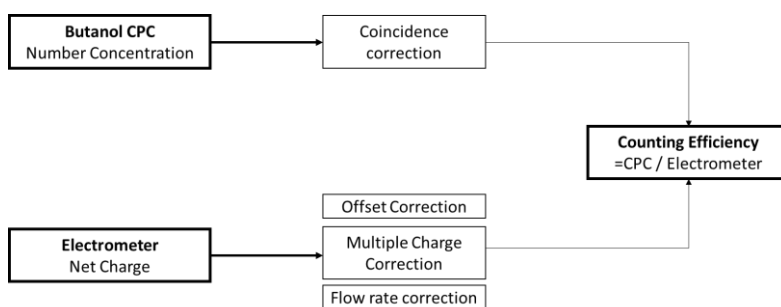 Butanol CPC
Number Concentration
Coincidence
correction
Counting Efficiency
=CPC / Electrometer
Offset Correction
Electrometer
Net Charge
Multiple Charge
Correction
Flow rate correction